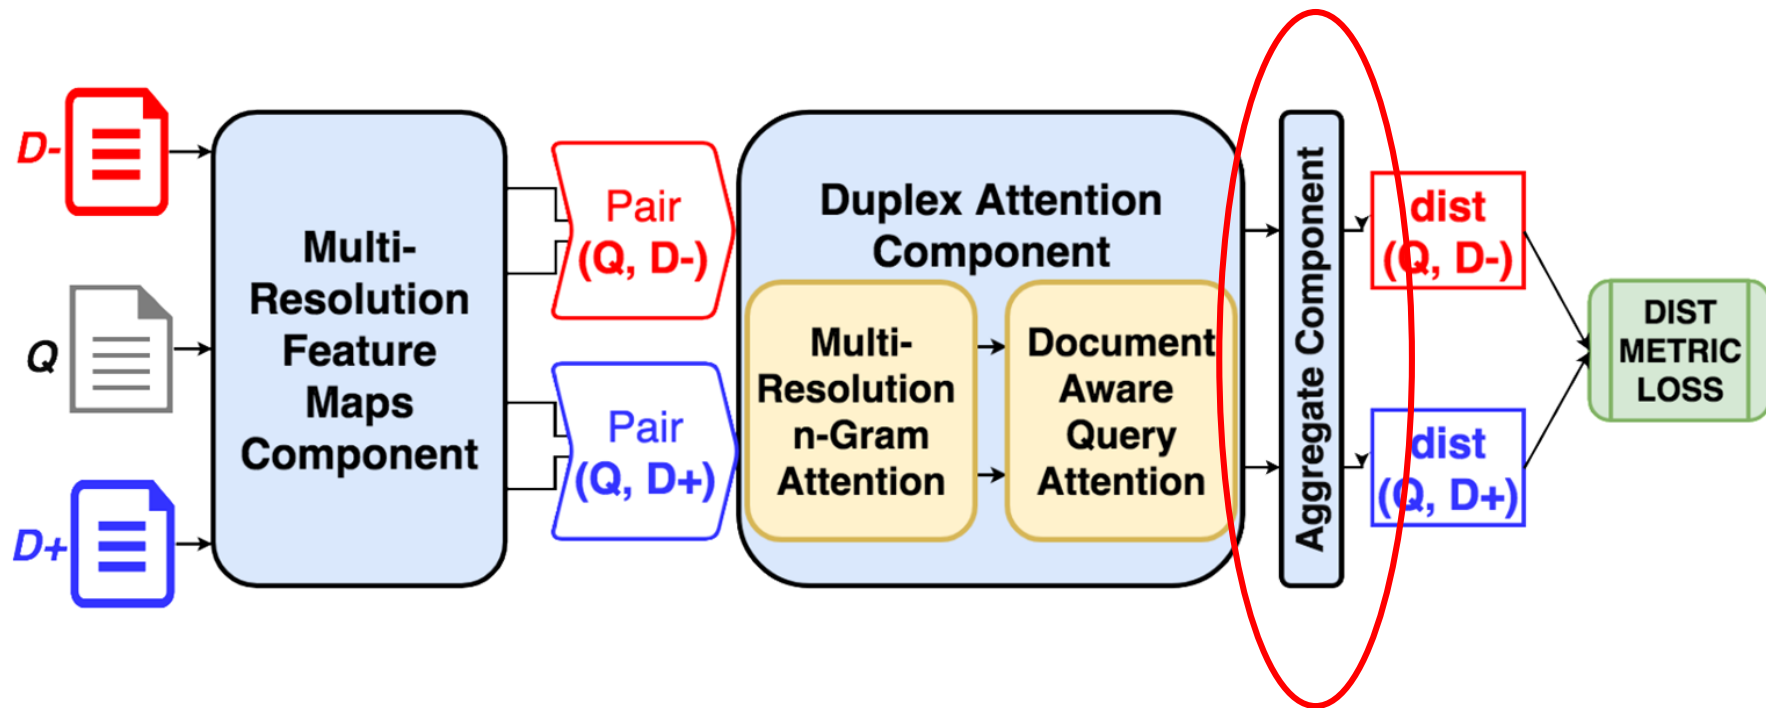 D-
Q
D+
Multi-
Resolution
Feature
Maps
Component
Pair
(Q, D-)
Pair
(Q, D+)
Duplex Attention
Component
Multi-
Resolution
n-Gram
Attention
Document
Aware
Query
Attention
Aggregate Component
dist
(Q, D-)
dist
(Q, D+)
DIST
METRIC
LOSS